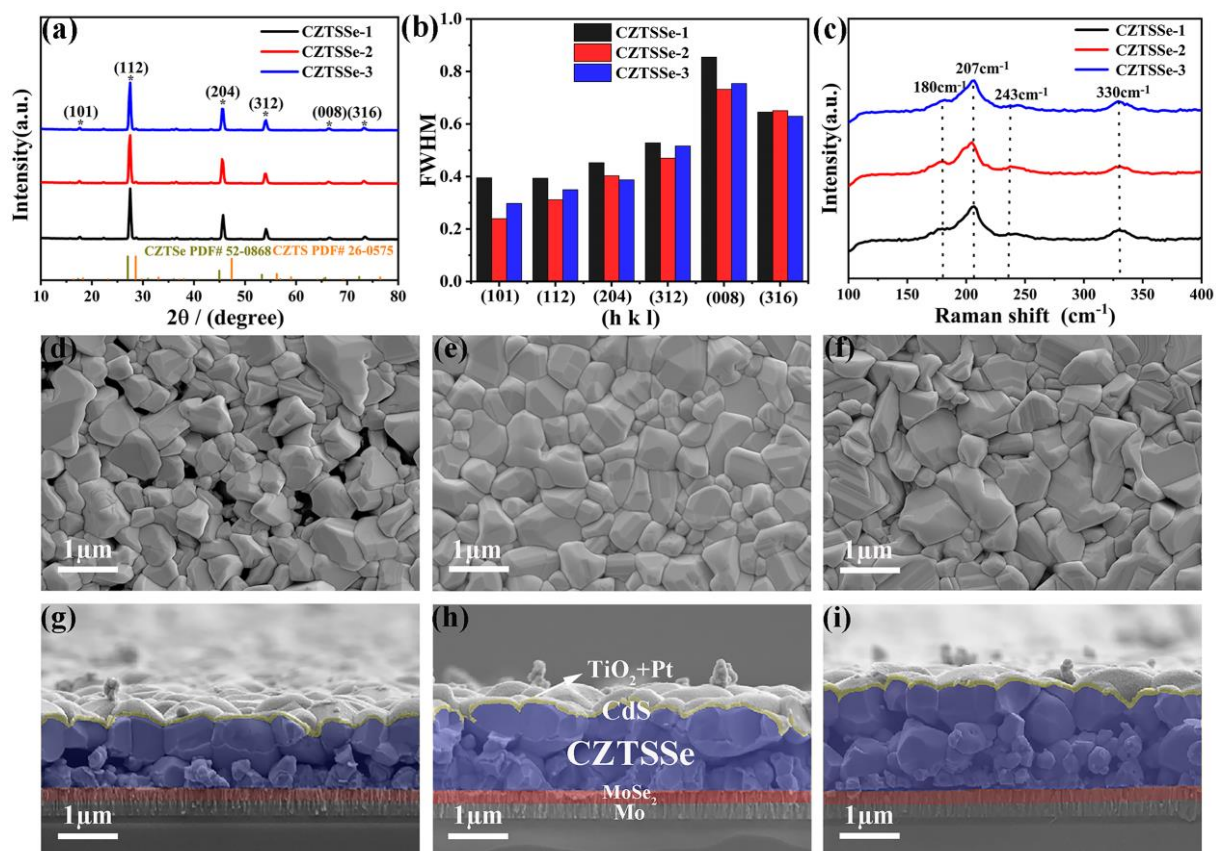 (a)
CZTSSe-1
CZTSSe-2
CZTSSe-3
(101)
(112)
*
(204)
*
(312)
*
(008)
(316)
*
*
*
CZTSe PDF# 52-0868
CZTS PDF# 26-0575
Intensity(a.u.)
10 20 30 40 50 60 70 80
2θ / (degree)
(b)
CZTSSe-1
CZTSSe-2
CZTSSe-3
FWHM
1.0
0.8
0.6
0.4
0.2
0.0
(101) (112) (204) (312) (008) (316)
(h k l)
(c)
CZTSSe-1
CZTSSe-2
CZTSSe-3
180cm⁻¹
207cm⁻¹
243cm⁻¹
330cm⁻¹
Intensity(a.u.)
100 150 200 250 300 350 400
Raman shift (cm⁻¹)
(d)
1μm
(e)
1μm
(f)
1μm
(g)
1μm
(h)
TiO₂+Pt
CdS
CZTSSe
MoSe₂
Mo
1μm
(i)
1μm